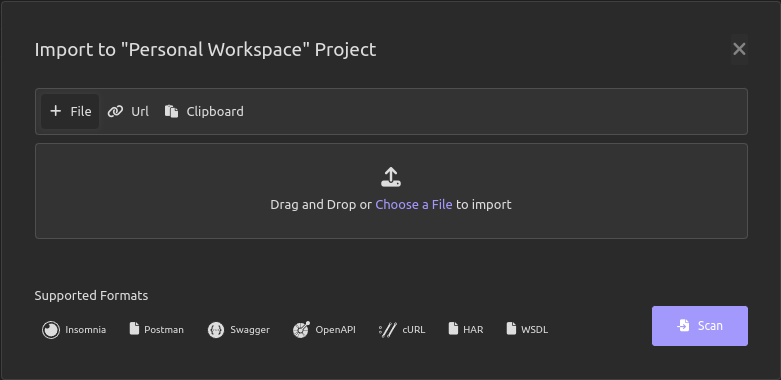 Import to "Personal Workspace" Project
File Url Clipboard
Drag and Drop or Choose a File to import
Supported Formats
Insomnia Postman Swagger OpenAPI cURL HAR WSDL
Scan